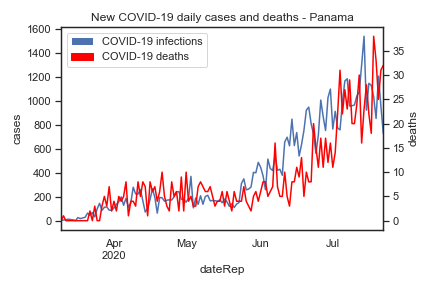 New COVID-19 daily cases and deaths - Panama
COVID-19 infections
COVID-19 deaths
1600
1400
1200
1000
800
600
400
200
0
cases
35
30
25
20
15
10
5
0
deaths
Apr
2020
May
Jun
Jul
dateRep